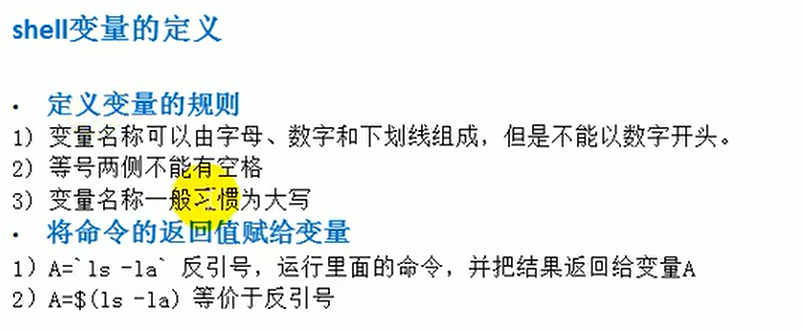 shell变量的定义
• 定义变量的规则
1) 变量名称可以由字母、数字和下划线组成，但是不能以数字开头。
2) 等号两侧不能有空格
3) 变量名称一般习惯为大写
• 将命令的返回值赋给变量
1) A=`ls -la` 反引号，运行里面的命令，并把结果返回给变量A
2) A=$(ls -la) 等价于反引号